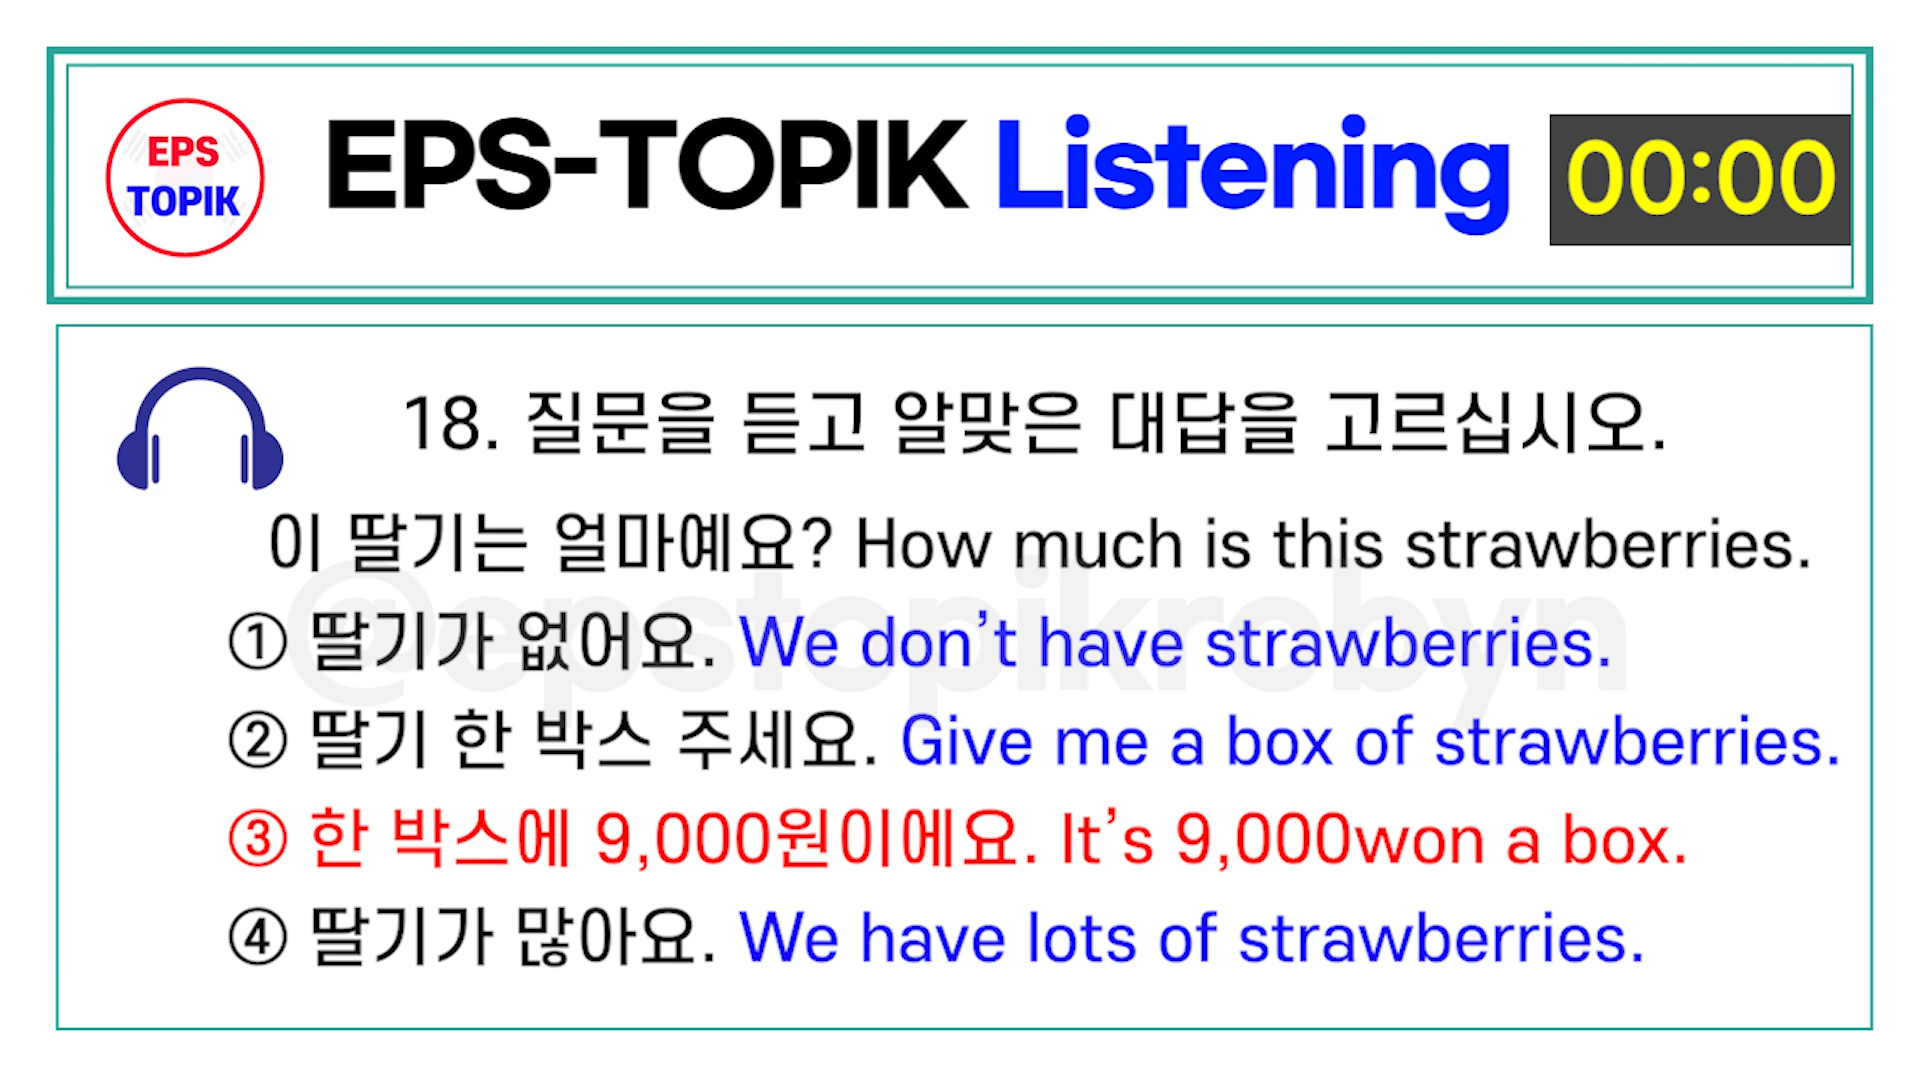 EPS
TOPIK
EPS-TOPIK Listening
00:00
18. 질문을 듣고 알맞은 대답을 고르십시오.
이 딸기는 얼마예요? How much is this strawberries.
① 딸기가 없어요. We don't have strawberries.
② 딸기 한 박스 주세요. Give me a box of strawberries.
③ 한 박스에 9,000원이에요. It's 9,000won a box.
④ 딸기가 많아요. We have lots of strawberries.
@epstopikrobyn